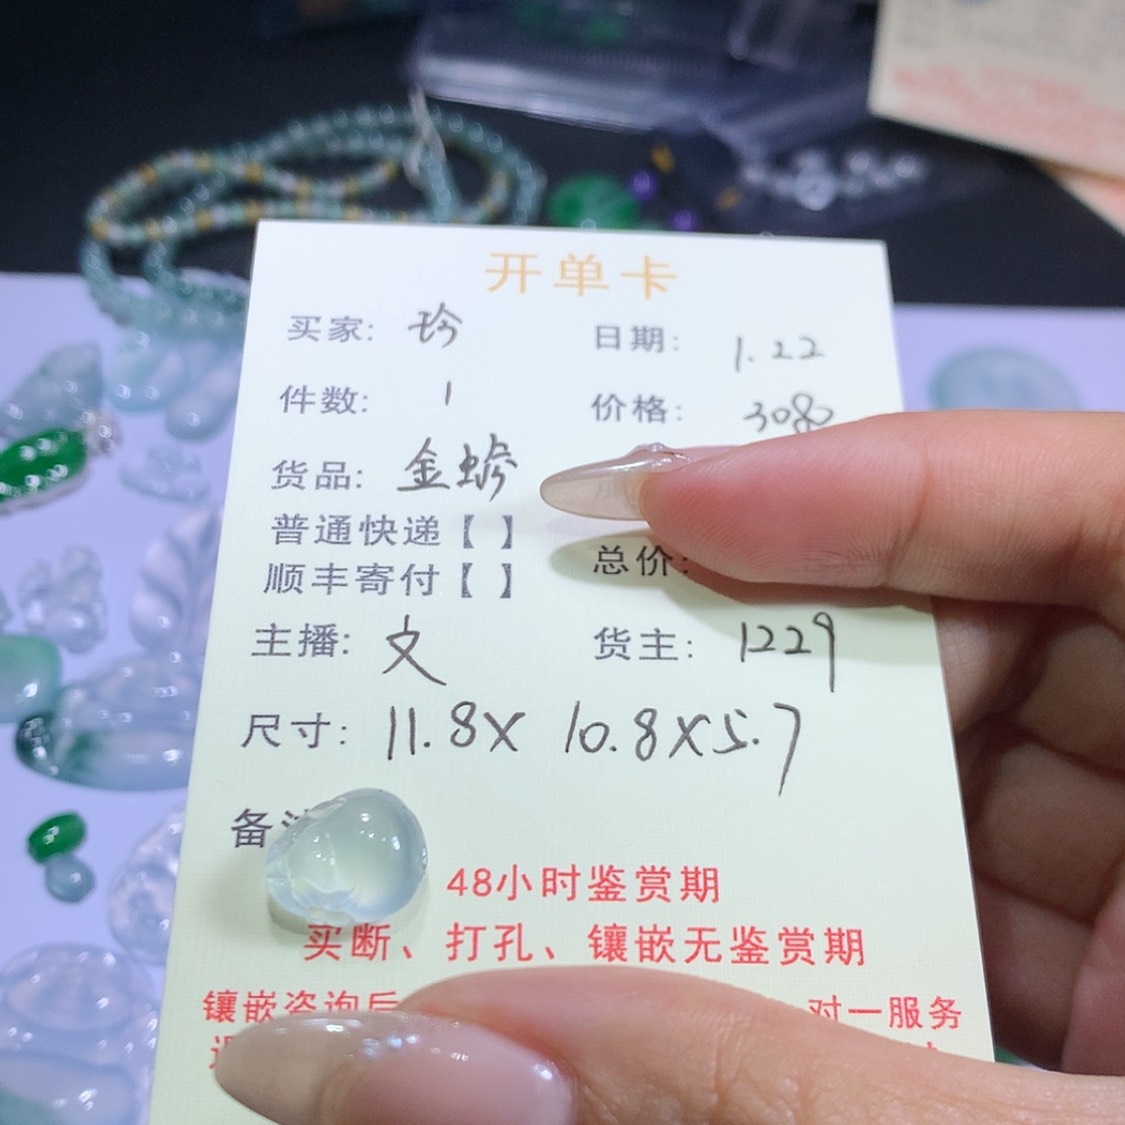 开单卡
买家: 珍 日期: 1.22
件数: 1 价格: 308
货品: 金蟾
普通快递【 】
顺丰寄付【 】 总价:
主播: 文 货主: 1229
尺寸: 11.8X 10.8X5.7
备
48小时鉴赏期
买断、打孔、镶嵌无鉴赏期
镶嵌咨询后 对一服务